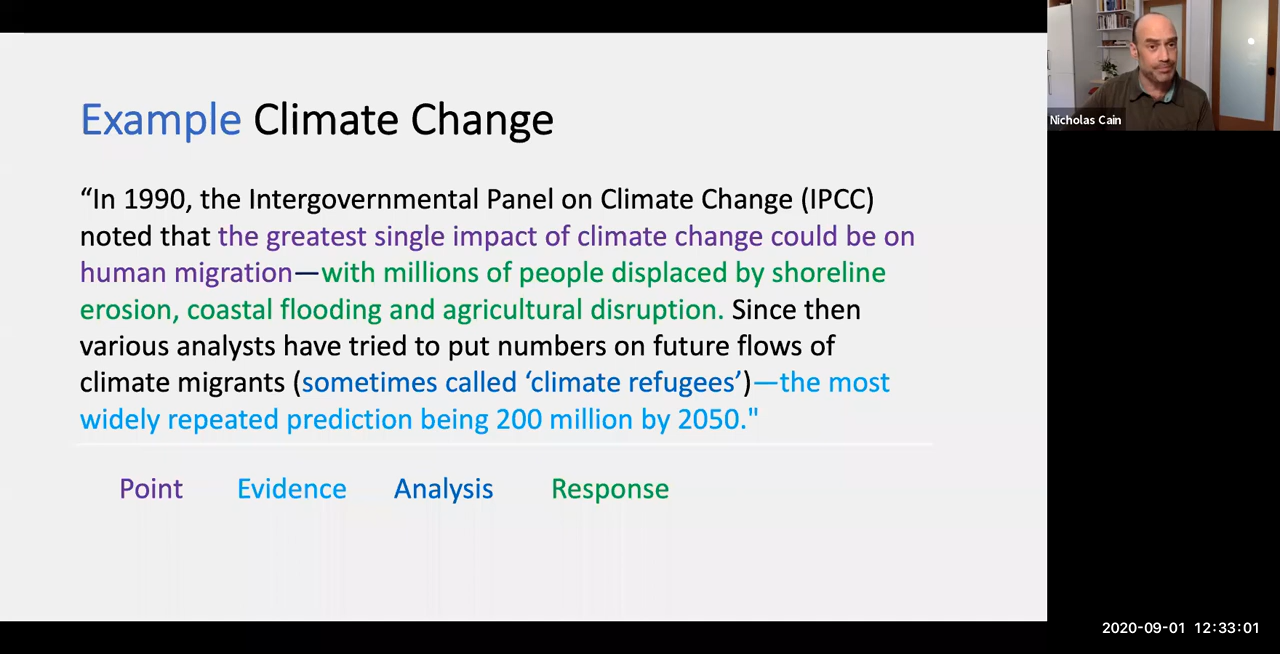 Example Climate Change
“In 1990, the Intergovernmental Panel on Climate Change (IPCC)
noted that the greatest single impact of climate change could be on
human migration—with millions of people displaced by shoreline
erosion, coastal flooding and agricultural disruption. Since then
various analysts have tried to put numbers on future flows of
climate migrants (sometimes called ‘climate refugees’)—the most
widely repeated prediction being 200 million by 2050."
Point Evidence Analysis Response
Nicholas Cain
2020-09-01 12:33:01